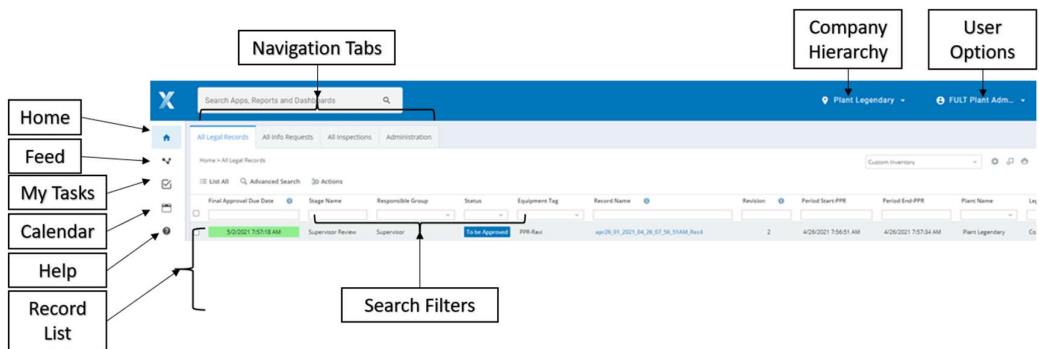 Navigation Tabs
Company
Hierarchy
User
Options
Home
Feed
My Tasks
Calendar
Help
Record
List
X
Search Apps, Reports and Dashboards
Plant Legendary
FULT Plant Adm...
All Legal Records All Info Requests All Inspections Administration
Home > All Legal Records
Custom Inventory
List All Advanced Search Actions
Final Approval Due Date Stage Name Responsible Group Status Equipment Tag Record Name Revision Period Start-PPR Period End-PPR Plant Name Leg
5/2/2021 7:57:18 AM Supervisor Review Supervisor To be Approved PPR-Ravi 2 4/26/2021 7:56:51 AM 4/26/2021 7:57:34 AM Plant Legendary Co
Search Filters